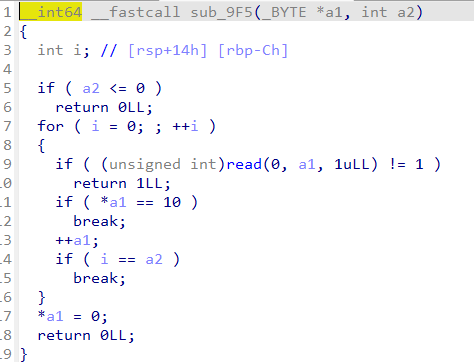 1 __int64 __fastcall sub_9F5(_BYTE *a1, int a2)
2 {
3 int i; // [rsp+14h] [rbp-Ch]
4
5 if ( a2 <= 0 )
6 return 0LL;
7 for ( i = 0; ; ++i )
8 {
9 if ( (unsigned int)read(0, a1, 1uLL) != 1 )
.0 return 1LL;
.1 if ( *a1 == 10 )
.2 break;
.3 ++a1;
.4 if ( i == a2 )
.5 break;
.6 }
.7 *a1 = 0;
.8 return 0LL;
.9 }